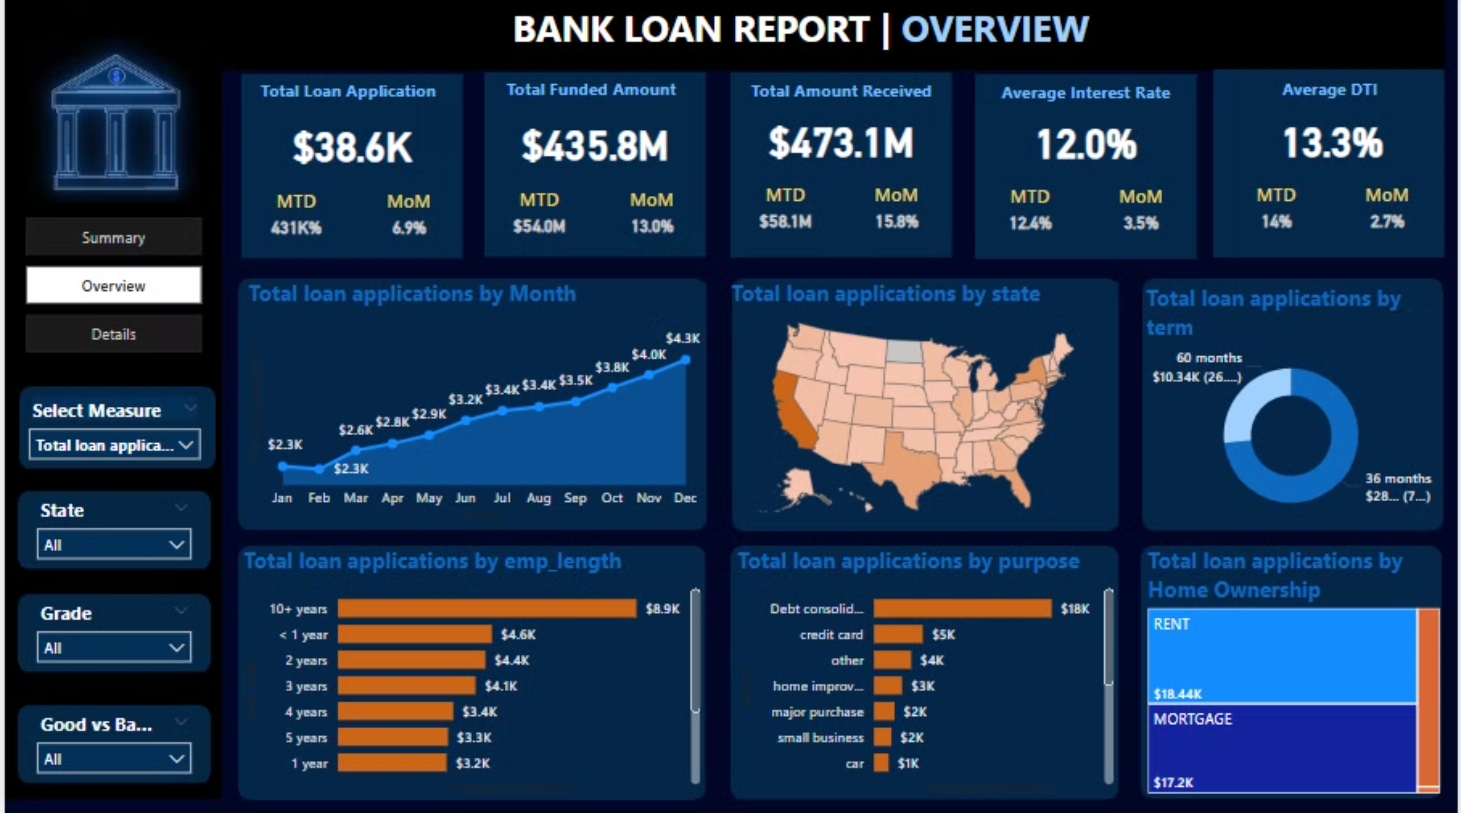 BANK LOAN REPORT | OVERVIEW
$
Summary
Overview
Details
Select Measure
Total loan applica...
State
All
Grade
All
Good vs Ba...
All
Total Loan Application
$38.6K
MTD MoM
431K% 6.9%
Total Funded Amount
$435.8M
MTD MoM
$54.0M 13.0%
Total Amount Received
$473.1M
MTD MoM
$58.1M 15.8%
Average Interest Rate
12.0%
MTD MoM
12.4% 3.5%
Average DTI
13.3%
MTD MoM
14% 2.7%
Total loan applications by Month
$2.3K $2.3K $2.6K $2.8K $2.9K $3.2K $3.4K $3.4K $3.5K $3.8K $4.0K $4.3K
Jan Feb Mar Apr May Jun Jul Aug Sep Oct Nov Dec
Total loan applications by state
Total loan applications by
term
60 months
$10.34K (26....)
36 months
$28... (7...)
Total loan applications by emp_length
10+ years $8.9K
< 1 year $4.6K
2 years $4.4K
3 years $4.1K
4 years $3.4K
5 years $3.3K
1 year $3.2K
Total loan applications by purpose
Debt consolid... $18K
credit card $5K
other $4K
home improv... $3K
major purchase $2K
small business $2K
car $1K
Total loan applications by
Home Ownership
RENT
$18.44K
MORTGAGE
$17.2K